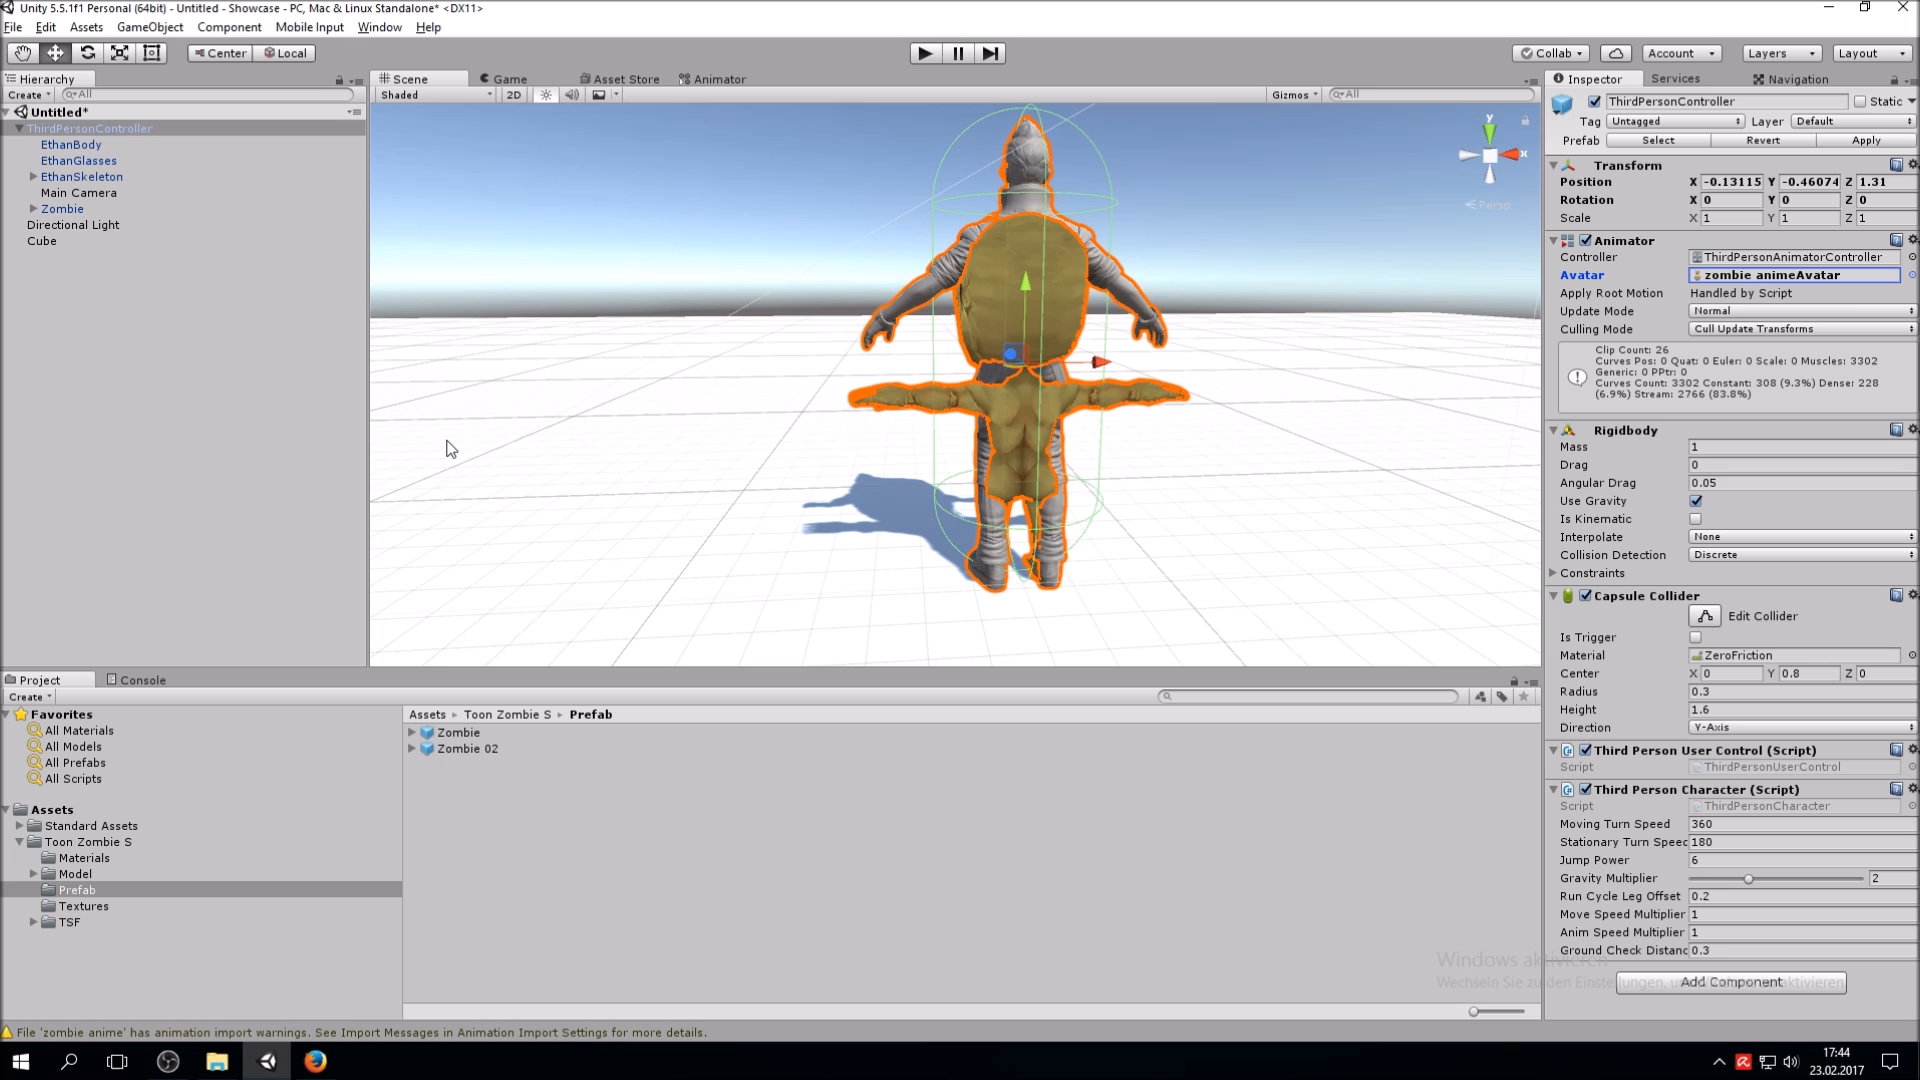 Unity 5.5.1f1 Personal (64bit) - Untitled - Showcase - PC, Mac & Linux Standalone* <DX11>
File Edit Assets GameObject Component Mobile Input Window Help
Center Local Collab Account Layers Layout
Hierarchy
Create All
Untitled*
ThirdPersonController
EthanBody
EthanGlasses
EthanSkeleton
Main Camera
Zombie
Directional Light
Cube
Scene Game Asset Store Animator
Shaded 2D Gizmos All
y
x
Persp
Inspector Services Navigation
ThirdPersonController Static
Tag Untagged Layer Default
Prefab Select Revert Apply
Transform
Position X -0.13115 Y -0.46074 Z 1.31
Rotation X 0 Y 0 Z 0
Scale X 1 Y 1 Z 1
Animator
Controller ThirdPersonAnimatorController
Avatar zombie animeAvatar
Apply Root Motion Handled by Script
Update Mode Normal
Culling Mode Cull Update Transforms
Clip Count: 26
Curves Pos: 0 Quat: 0 Euler: 0 Scale: 0 Muscles: 3302
Generic: 0 PPtr: 0
Curves Count: 3302 Constant: 308 (9.3%) Dense: 228
(6.9%) Stream: 2766 (83.8%)
Rigidbody
Mass 1
Drag 0
Angular Drag 0.05
Use Gravity
Is Kinematic
Interpolate None
Collision Detection Discrete
Constraints
Capsule Collider
Edit Collider
Is Trigger
Material ZeroFriction
Center X 0 Y 0.8 Z 0
Radius 0.3
Height 1.6
Direction Y-Axis
Third Person User Control (Script)
Script ThirdPersonUserControl
Third Person Character (Script)
Script ThirdPersonCharacter
Moving Turn Speed 360
Stationary Turn Speed 180
Jump Power 6
Gravity Multiplier 2
Run Cycle Leg Offset 0.2
Move Speed Multiplier 1
Anim Speed Multiplier 1
Ground Check Distanc 0.3
Add Component
Windows aktivieren
Wechseln Sie zu den Einstellungen, aktivieren
Project Console
Create
Favorites
All Materials
All Models
All Prefabs
All Scripts
Assets
Standard Assets
Toon Zombie S
Materials
Model
Prefab
Textures
TSF
Assets Toon Zombie S Prefab
Zombie
Zombie 02
File 'zombie anime' has animation import warnings. See Import Messages in Animation Import Settings for more details.
17:44
23.02.2017